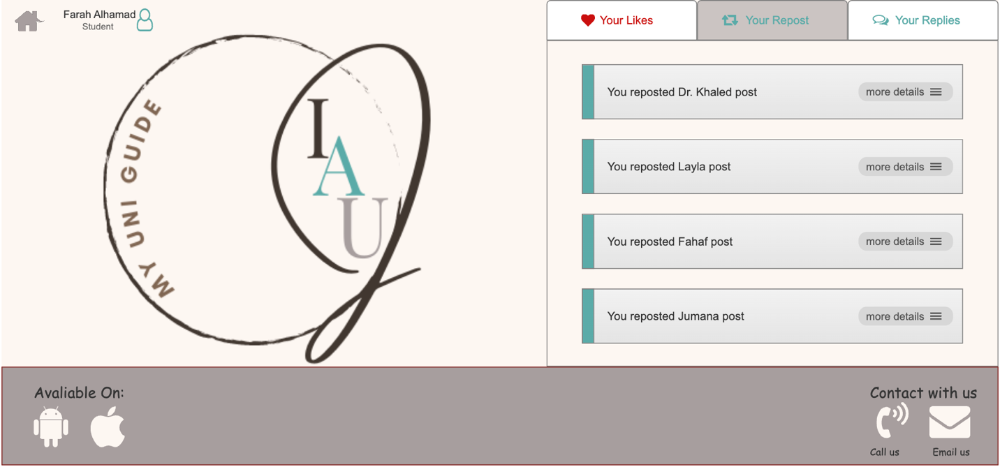 Farah Alhamad
Student
MY UNI GUIDE
I
A
U
Your Likes
Your Repost
Your Replies
You reposted Dr. Khaled post
more details
You reposted Layla post
more details
You reposted Fahaf post
more details
You reposted Jumana post
more details
Avaliable On:
Contact with us
Call us
Email us